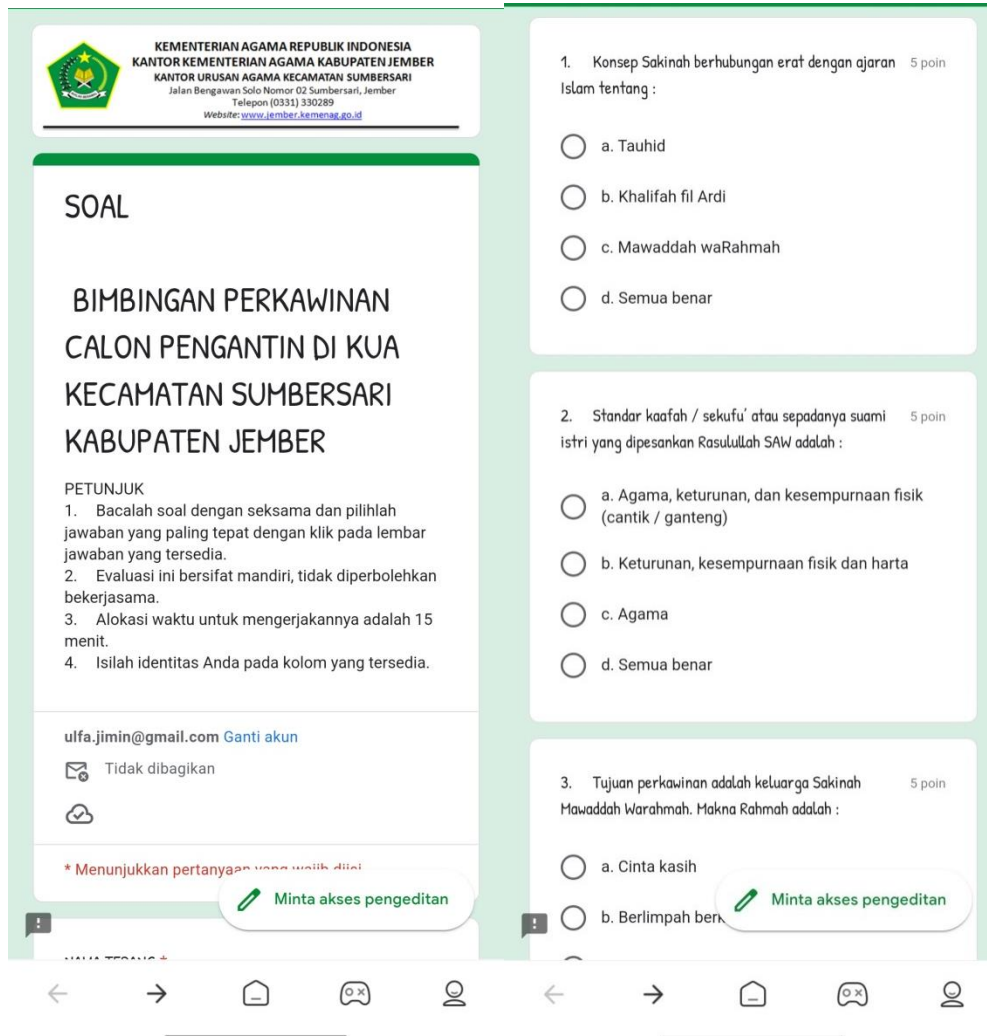 KEMENTERIAN AGAMA REPUBLIK INDONESIA
KANTOR KEMENTERIAN AGAMA KABUPATEN JEMBER
KANTOR URUSAN AGAMA KECAMATAN SUMBERSARI
Jalan Bengawan Solo Nomor 02 Sumbersari, Jember
Telepon (0331) 330289
Website: www.jember.kemenag.go.id
SOAL
BIMBINGAN PERKAWINAN
CALON PENGANTIN DI KUA
KECAMATAN SUMBERSARI
KABUPATEN JEMBER
PETUNJUK
1. Bacalah soal dengan seksama dan pilihlah
jawaban yang paling tepat dengan klik pada lembar
jawaban yang tersedia.
2. Evaluasi ini bersifat mandiri, tidak diperbolehkan
bekerjasama.
3. Alokasi waktu untuk mengerjakannya adalah 15
menit.
4. Isilah identitas Anda pada kolom yang tersedia.
ulfa.jimin@gmail.com Ganti akun
Tidak dibagikan
* Menunjukkan pertanyaan yang wajib diisi
Minta akses pengeditan
NAMA TERANG *
1. Konsep Sakinah berhubungan erat dengan ajaran 5 poin
Islam tentang :
a. Tauhid
b. Khalifah fil Ardi
c. Mawaddah waRahmah
d. Semua benar
2. Standar kaafah / sekufu' atau sepadanya suami 5 poin
istri yang dipesankan Rasulullah SAW adalah :
a. Agama, keturunan, dan kesempurnaan fisik
(cantik / ganteng)
b. Keturunan, kesempurnaan fisik dan harta
c. Agama
d. Semua benar
3. Tujuan perkawinan adalah keluarga Sakinah 5 poin
Mawaddah Warahmah. Makna Rahmah adalah :
a. Cinta kasih
b. Berlimpah
Minta akses pengeditan